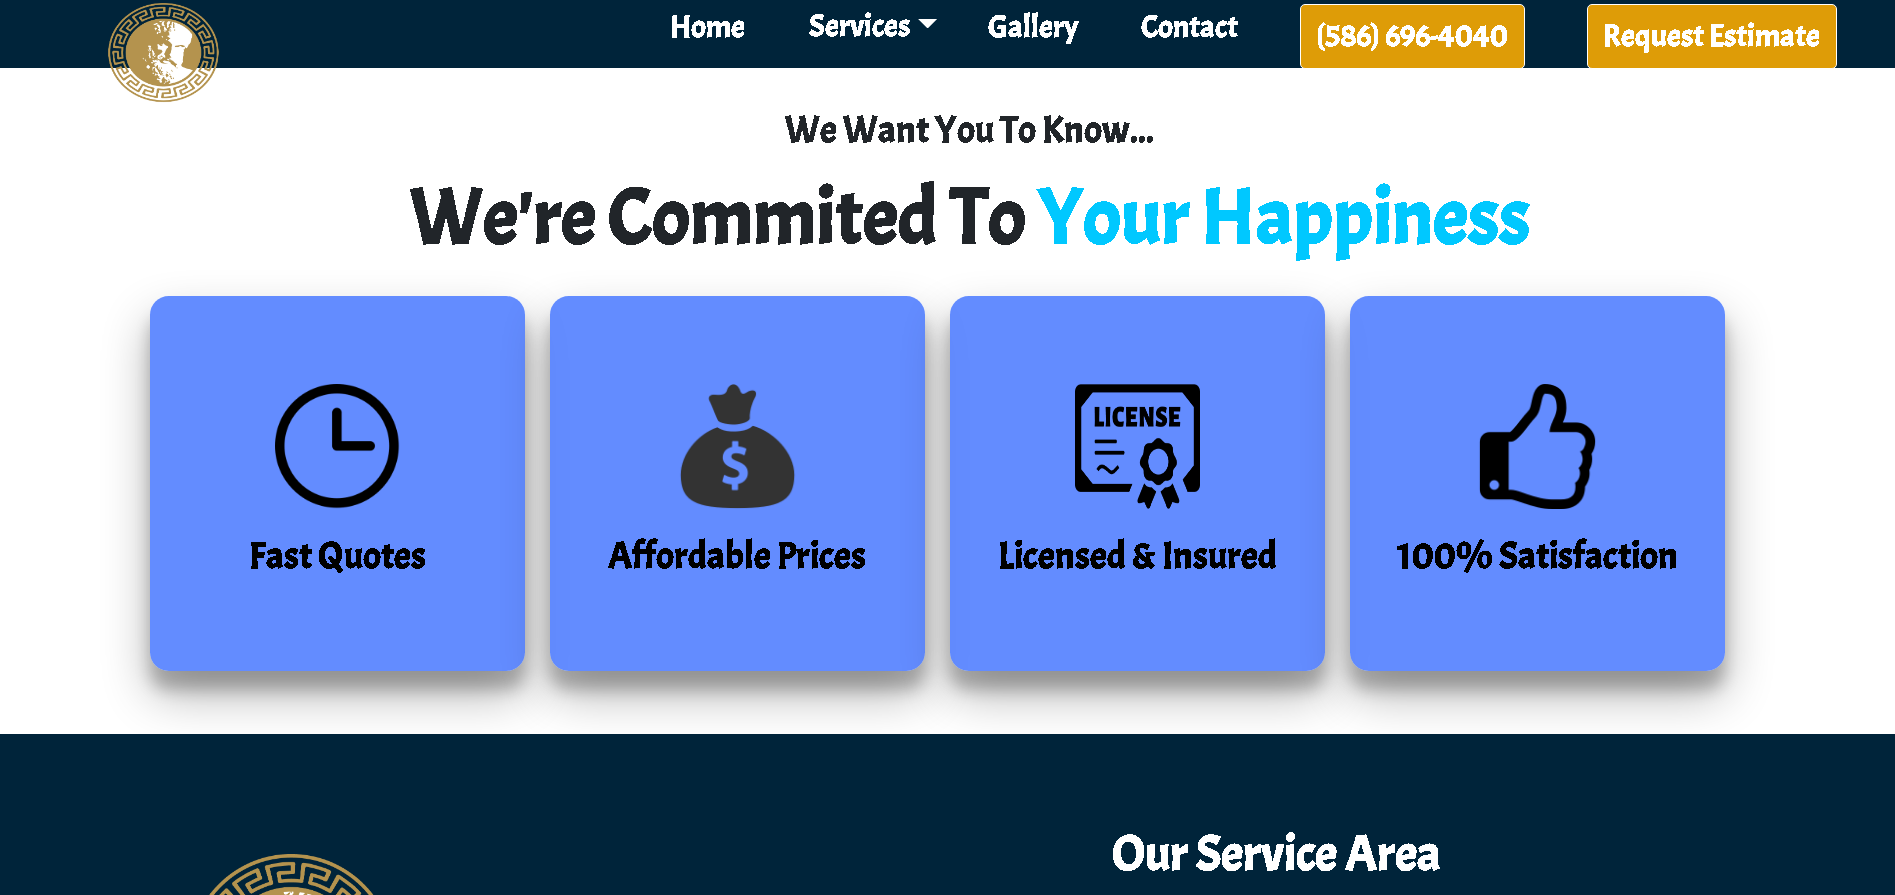 Home Services Gallery Contact (586) 696-4040 Request Estimate
We Want You To Know...
We're Commited To Your Happiness
LICENSE
$
Fast Quotes
Affordable Prices
Licensed & Insured
100% Satisfaction
Our Service Area